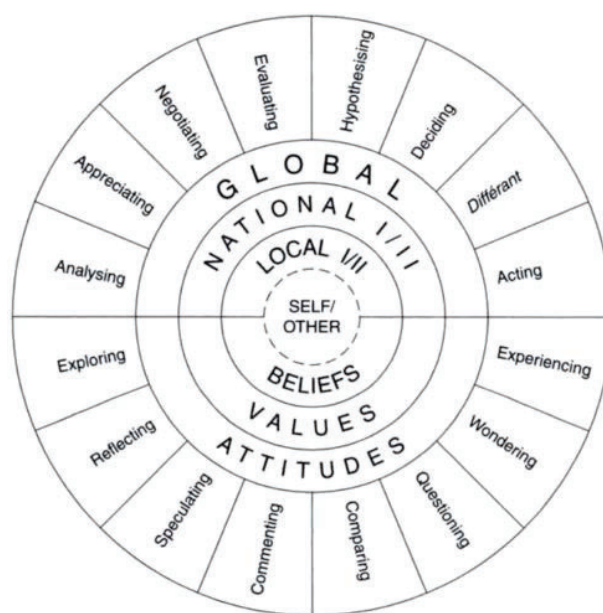 Hypothesising
Deciding
Différant
Acting
Experiencing
Wondering
Questioning
Comparing
Commenting
Speculating
Reflecting
Exploring
Analysing
Appreciating
Negotiating
Evaluating
GLOBAL
NATIONAL I/II
LOCAL I/II
SELF/
OTHER
BELIEFS
VALUES
ATTITUDES